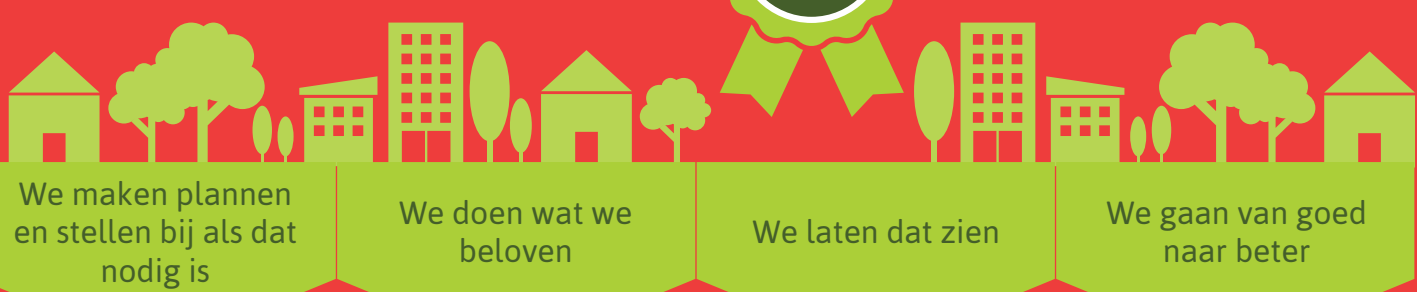 We maken plannen
en stellen bij als dat
nodig is
We doen wat we
beloven
We laten dat zien
We gaan van goed
naar beter